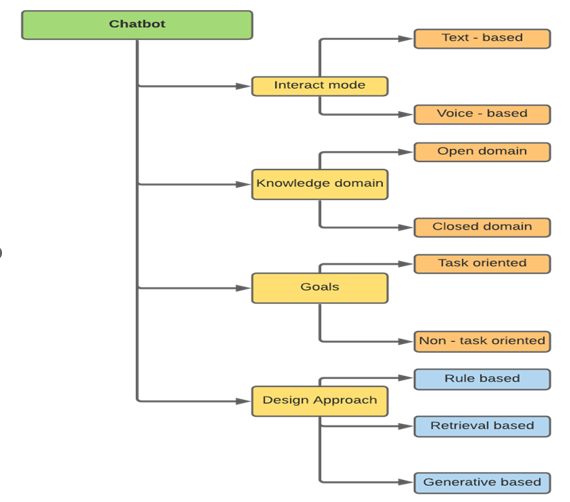 Chatbot
Text - based
Interact mode
Voice - based
Open domain
Knowledge domain
Closed domain
Task oriented
Goals
Non - task oriented
Rule based
Design Approach
Retrieval based
Generative based